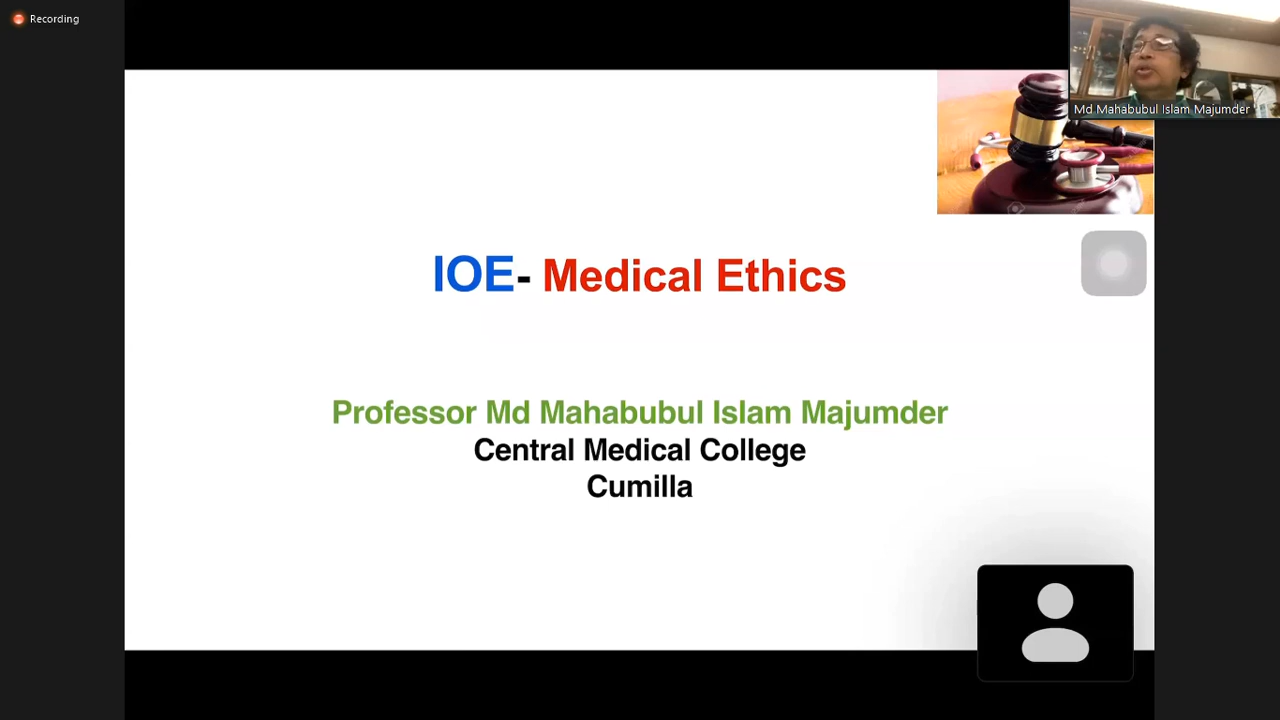 Recording
Md Mahabubul Islam Majumder
IOE- Medical Ethics
Professor Md Mahabubul Islam Majumder
Central Medical College
Cumilla